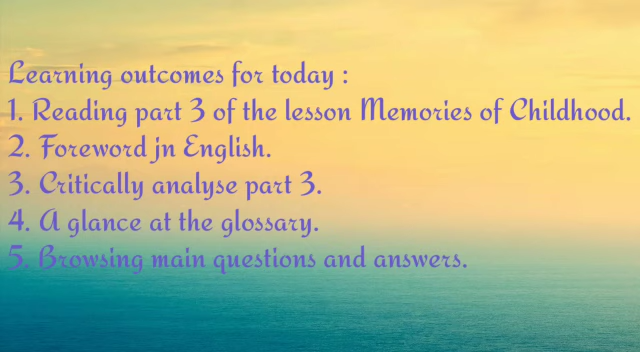 Learning outcomes for today :
1. Reading part 3 of the lesson Memories of Childhood.
2. Foreword jn English.
3. Critically analyse part 3.
4. A glance at the glossary.
5. Browsing main questions and answers.